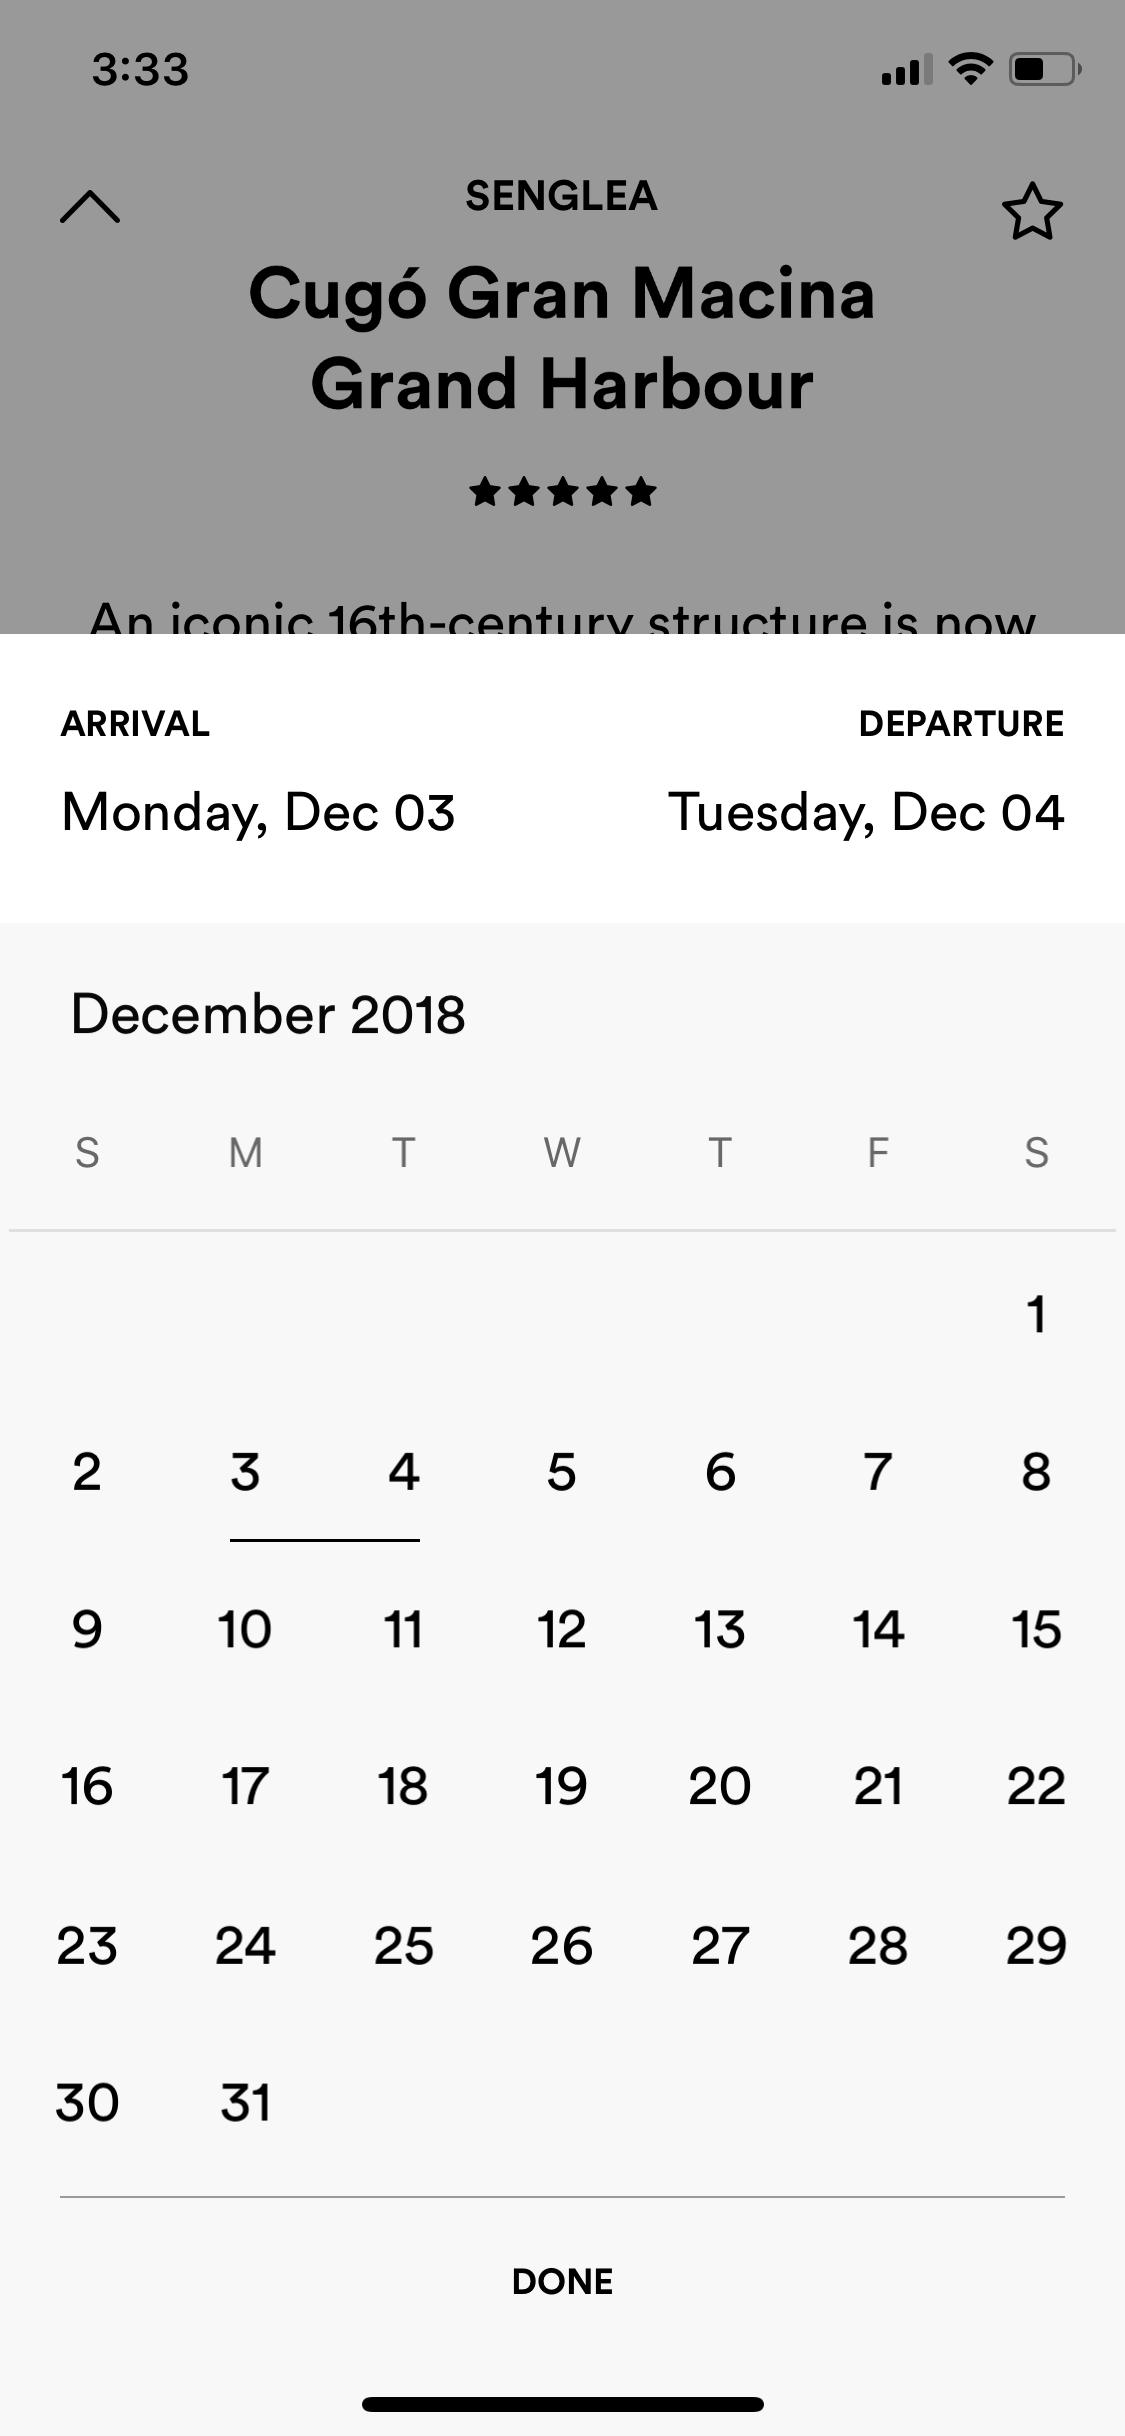 3:33
SENGLEA
Cugó Gran Macina
Grand Harbour
An iconic 16th-century structure is now
ARRIVAL DEPARTURE
Monday, Dec 03 Tuesday, Dec 04
December 2018
S M T W T F S
1
2 3 4 5 6 7 8
9 10 11 12 13 14 15
16 17 18 19 20 21 22
23 24 25 26 27 28 29
30 31
DONE